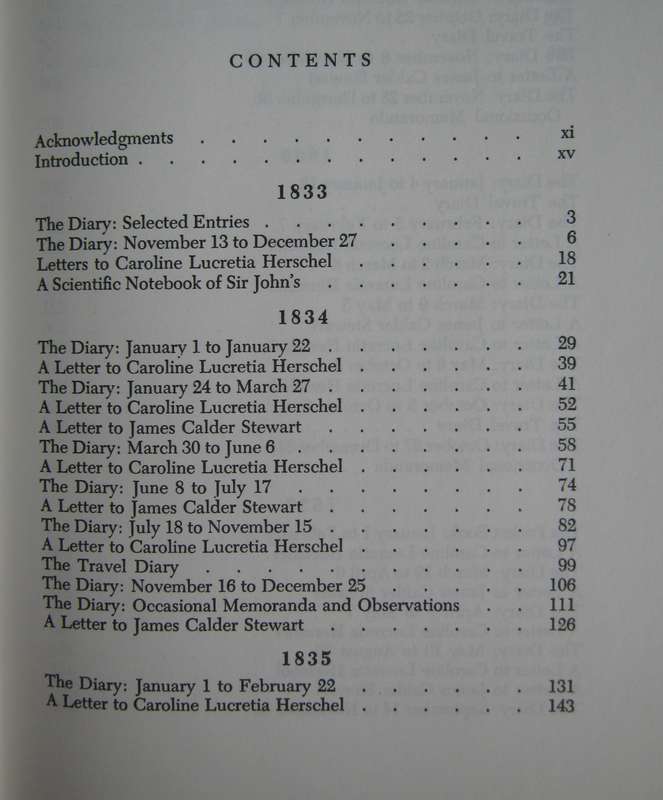 CONTENTS
Acknowledgments . . . . . . . . . . . xi
Introduction . . . . . . . . . . . . . xv
1833
The Diary: Selected Entries . . . . . . . . . 3
The Diary: November 13 to December 27 . . . . . 6
Letters to Caroline Lucretia Herschel . . . . . . 18
A Scientific Notebook of Sir John's . . . . . . . 21
1834
The Diary: January 1 to January 22 . . . . . . . 29
A Letter to Caroline Lucretia Herschel . . . . . . 39
The Diary: January 24 to March 27 . . . . . . . 41
A Letter to Caroline Lucretia Herschel . . . . . . 52
A Letter to James Calder Stewart . . . . . . . 55
The Diary: March 30 to June 6 . . . . . . . . 58
A Letter to Caroline Lucretia Herschel . . . . . . 71
The Diary: June 8 to July 17 . . . . . . . . 74
A Letter to James Calder Stewart . . . . . . . 78
The Diary: July 18 to November 15 . . . . . . . 82
A Letter to Caroline Lucretia Herschel . . . . . . 97
The Travel Diary . . . . . . . . . . . 99
The Diary: November 16 to December 25 . . . . . 106
The Diary: Occasional Memoranda and Observations . . 111
A Letter to James Calder Stewart . . . . . . . 126
1835
The Diary: January 1 to February 22 . . . . . . 131
A Letter to Caroline Lucretia Herschel . . . . . . 143